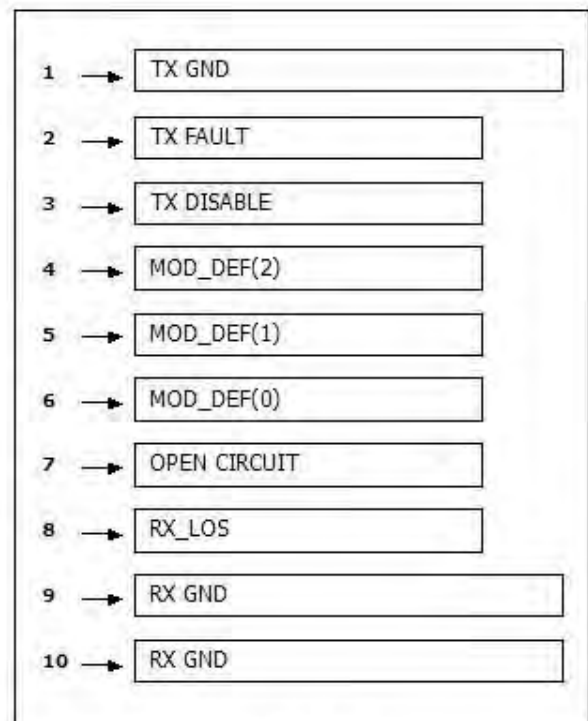 1 TX GND
2 TX FAULT
3 TX DISABLE
4 MOD_DEF(2)
5 MOD_DEF(1)
6 MOD_DEF(0)
7 OPEN CIRCUIT
8 RX_LOS
9 RX GND
10 RX GND